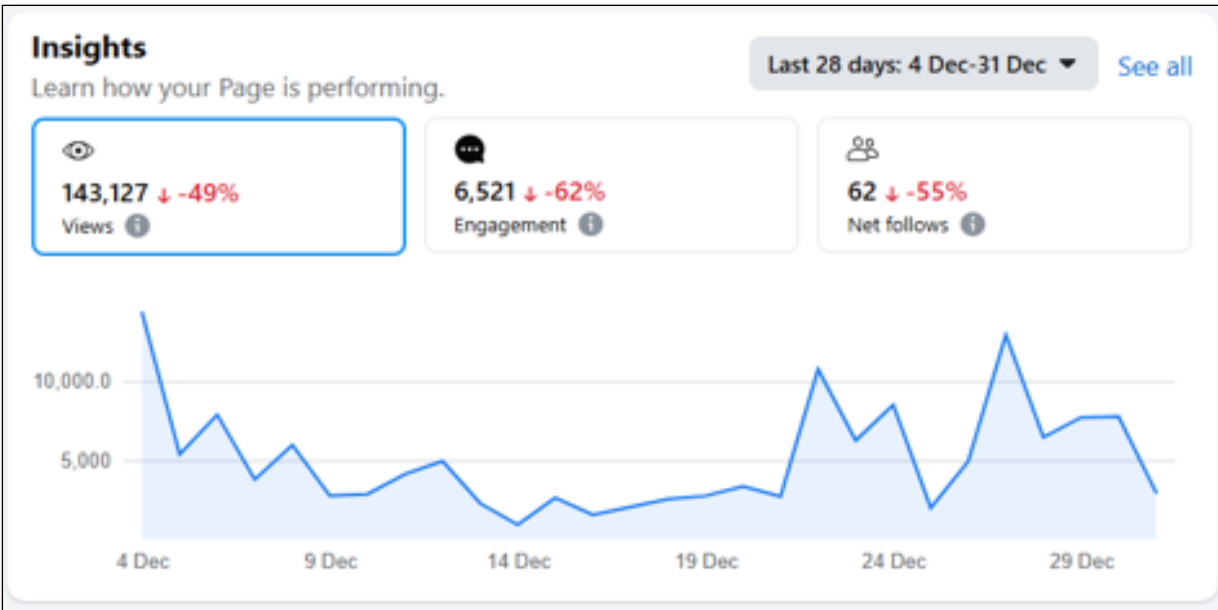 Insights
Learn how your Page is performing.
Last 28 days: 4 Dec-31 Dec
See all
143,127 ↓ -49%
Views
6,521 ↓ -62%
Engagement
62 ↓ -55%
Net follows
10,000.0
5,000
4 Dec 9 Dec 14 Dec 19 Dec 24 Dec 29 Dec